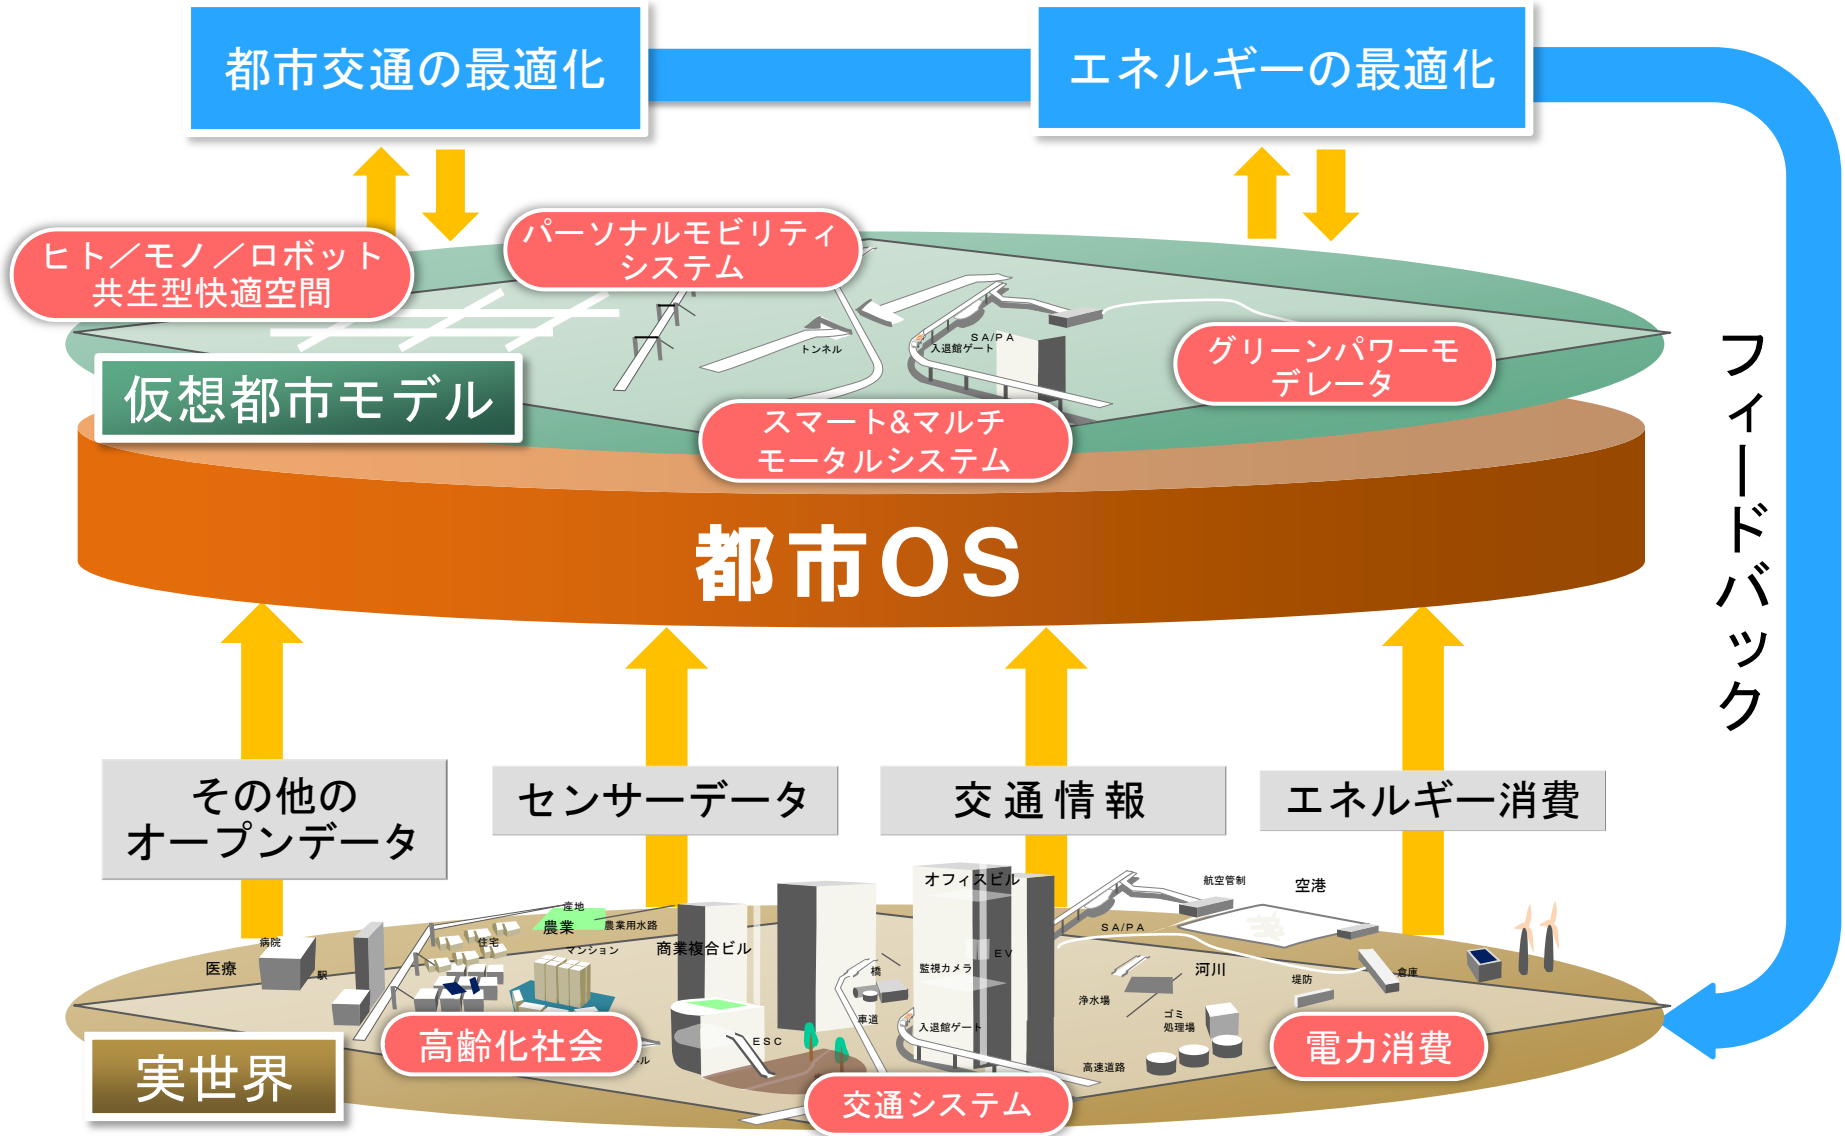 都市交通の最適化
エネルギーの最適化
ヒト／モノ／ロボット
共生型快適空間
パーソナルモビリティ
システム
トンネル
SA/PA
入退館ゲート
グリーンパワーモ
デレータ
仮想都市モデル
スマート&マルチ
モータルシステム
フィードバック
都市OS
その他の
オープンデータ
センサーデータ
交通情報
エネルギー消費
オフィスビル
航空管制
空港
産地
農業
農業用水路
病院
住宅
マンション
商業複合ビル
SA/PA
EV
医療
駅
橋
監視カメラ
河川
堤防
倉庫
浄水場
車道
入退館ゲート
ゴミ
処理場
ESC
高速道路
高齢化社会
ル
電力消費
実世界
交通システム